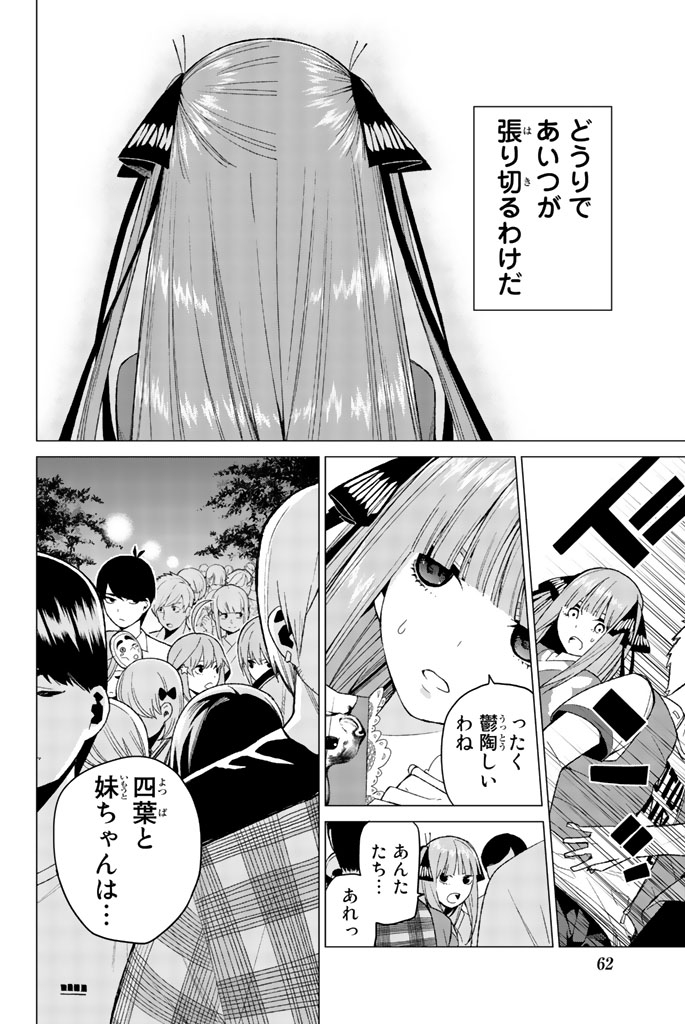 どうりで
あいつが
張り切るわけだ
ドン
ったく
鬱陶しい
わね
あんた
たち…
あれっ
四葉と
妹ちゃんは…
62